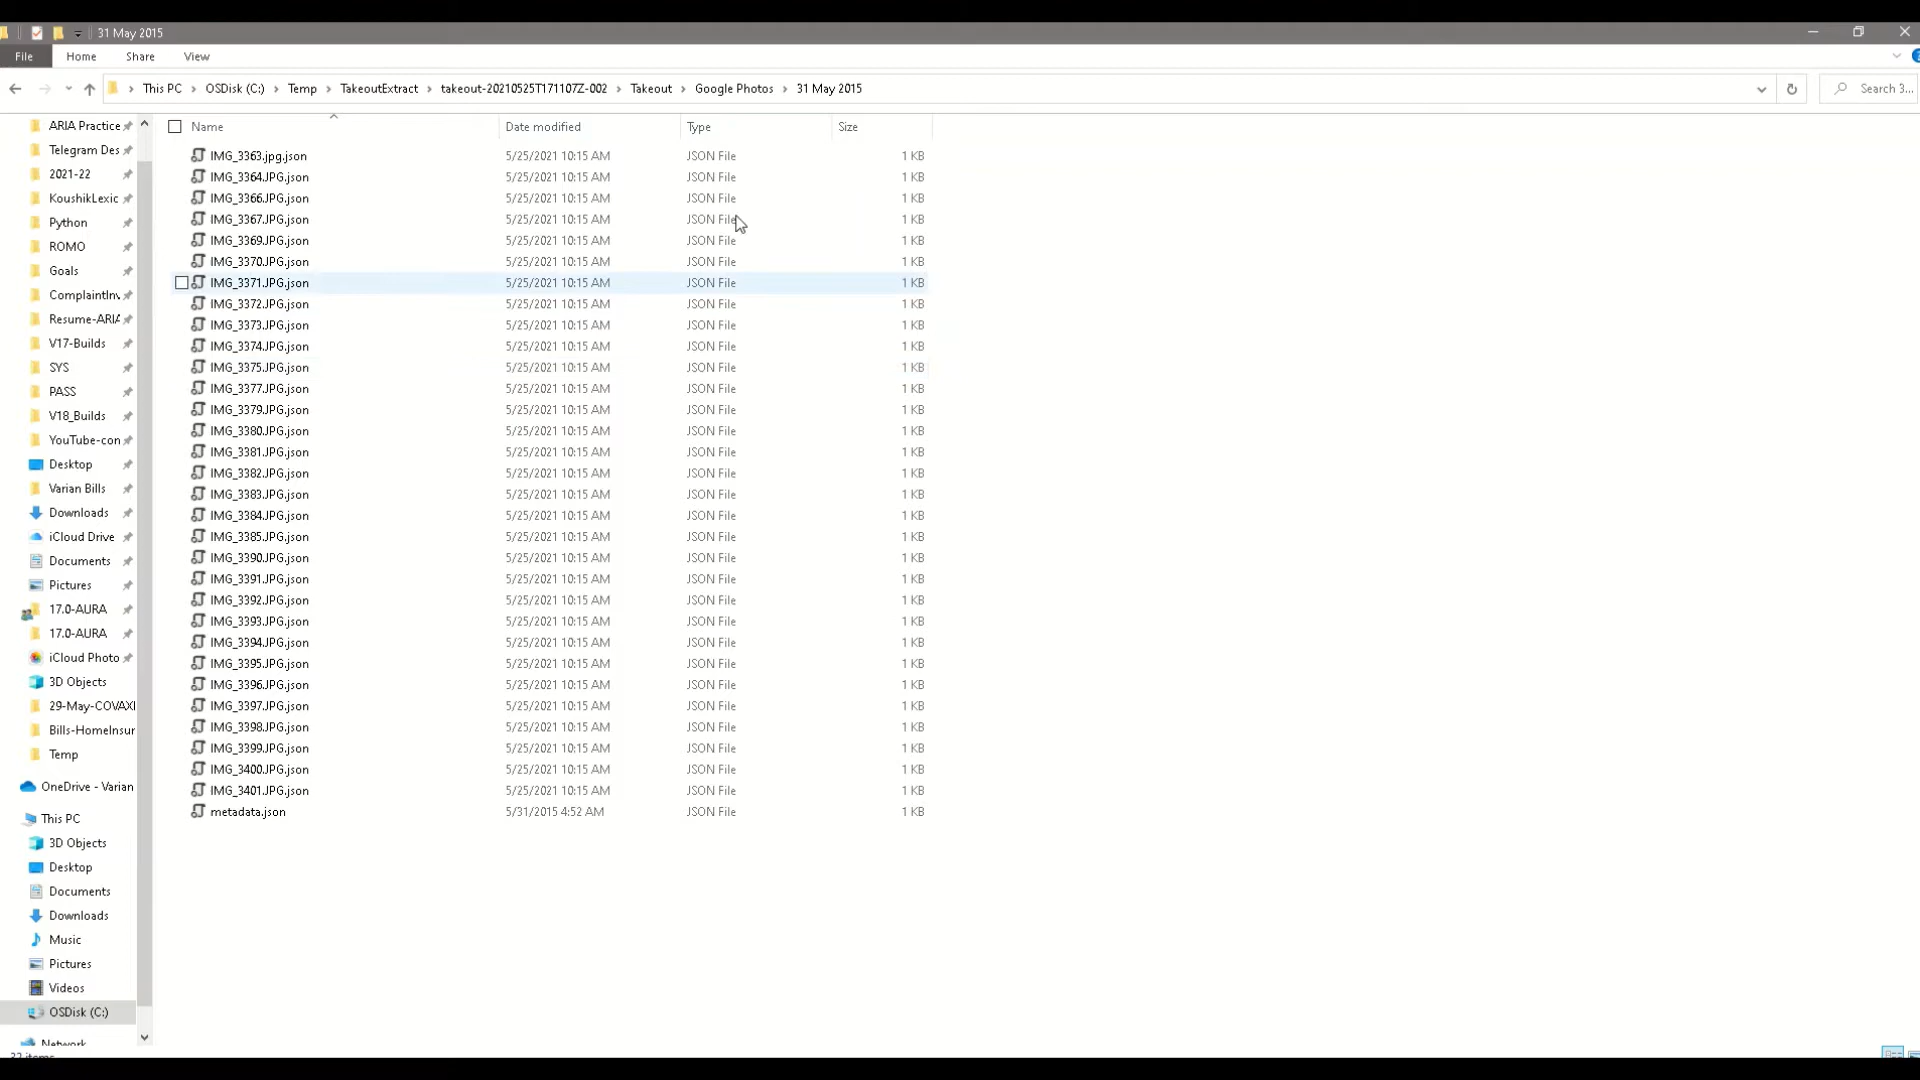 31 May 2015
File Home Share View
This PC › OSDisk (C:) › Temp › TakeoutExtract › takeout-20210525T171107Z-002 › Takeout › Google Photos › 31 May 2015
Search 3...
Name Date modified Type Size
IMG_3363.jpg.json 5/25/2021 10:15 AM JSON File 1 KB
IMG_3364.JPG.json 5/25/2021 10:15 AM JSON File 1 KB
IMG_3366.JPG.json 5/25/2021 10:15 AM JSON File 1 KB
IMG_3367.JPG.json 5/25/2021 10:15 AM JSON File 1 KB
IMG_3369.JPG.json 5/25/2021 10:15 AM JSON File 1 KB
IMG_3370.JPG.json 5/25/2021 10:15 AM JSON File 1 KB
IMG_3371.JPG.json 5/25/2021 10:15 AM JSON File 1 KB
IMG_3372.JPG.json 5/25/2021 10:15 AM JSON File 1 KB
IMG_3373.JPG.json 5/25/2021 10:15 AM JSON File 1 KB
IMG_3374.JPG.json 5/25/2021 10:15 AM JSON File 1 KB
IMG_3375.JPG.json 5/25/2021 10:15 AM JSON File 1 KB
IMG_3377.JPG.json 5/25/2021 10:15 AM JSON File 1 KB
IMG_3379.JPG.json 5/25/2021 10:15 AM JSON File 1 KB
IMG_3380.JPG.json 5/25/2021 10:15 AM JSON File 1 KB
IMG_3381.JPG.json 5/25/2021 10:15 AM JSON File 1 KB
IMG_3382.JPG.json 5/25/2021 10:15 AM JSON File 1 KB
IMG_3383.JPG.json 5/25/2021 10:15 AM JSON File 1 KB
IMG_3384.JPG.json 5/25/2021 10:15 AM JSON File 1 KB
IMG_3385.JPG.json 5/25/2021 10:15 AM JSON File 1 KB
IMG_3390.JPG.json 5/25/2021 10:15 AM JSON File 1 KB
IMG_3391.JPG.json 5/25/2021 10:15 AM JSON File 1 KB
IMG_3392.JPG.json 5/25/2021 10:15 AM JSON File 1 KB
IMG_3393.JPG.json 5/25/2021 10:15 AM JSON File 1 KB
IMG_3394.JPG.json 5/25/2021 10:15 AM JSON File 1 KB
IMG_3395.JPG.json 5/25/2021 10:15 AM JSON File 1 KB
IMG_3396.JPG.json 5/25/2021 10:15 AM JSON File 1 KB
IMG_3397.JPG.json 5/25/2021 10:15 AM JSON File 1 KB
IMG_3398.JPG.json 5/25/2021 10:15 AM JSON File 1 KB
IMG_3399.JPG.json 5/25/2021 10:15 AM JSON File 1 KB
IMG_3400.JPG.json 5/25/2021 10:15 AM JSON File 1 KB
IMG_3401.JPG.json 5/25/2021 10:15 AM JSON File 1 KB
metadata.json 5/31/2015 4:52 AM JSON File 1 KB
ARIA Practice
Telegram Des
2021-22
KoushikLexic
Python
ROMO
Goals
ComplaintInv
Resume-ARIA
V17-Builds
SYS
PASS
V18_Builds
YouTube-con
Desktop
Varian Bills
Downloads
iCloud Drive
Documents
Pictures
17.0-AURA
17.0-AURA
iCloud Photo
3D Objects
29-May-COVAXI
Bills-HomeInsur
Temp
OneDrive - Varian
This PC
3D Objects
Desktop
Documents
Downloads
Music
Pictures
Videos
OSDisk (C:)
Network
32 items